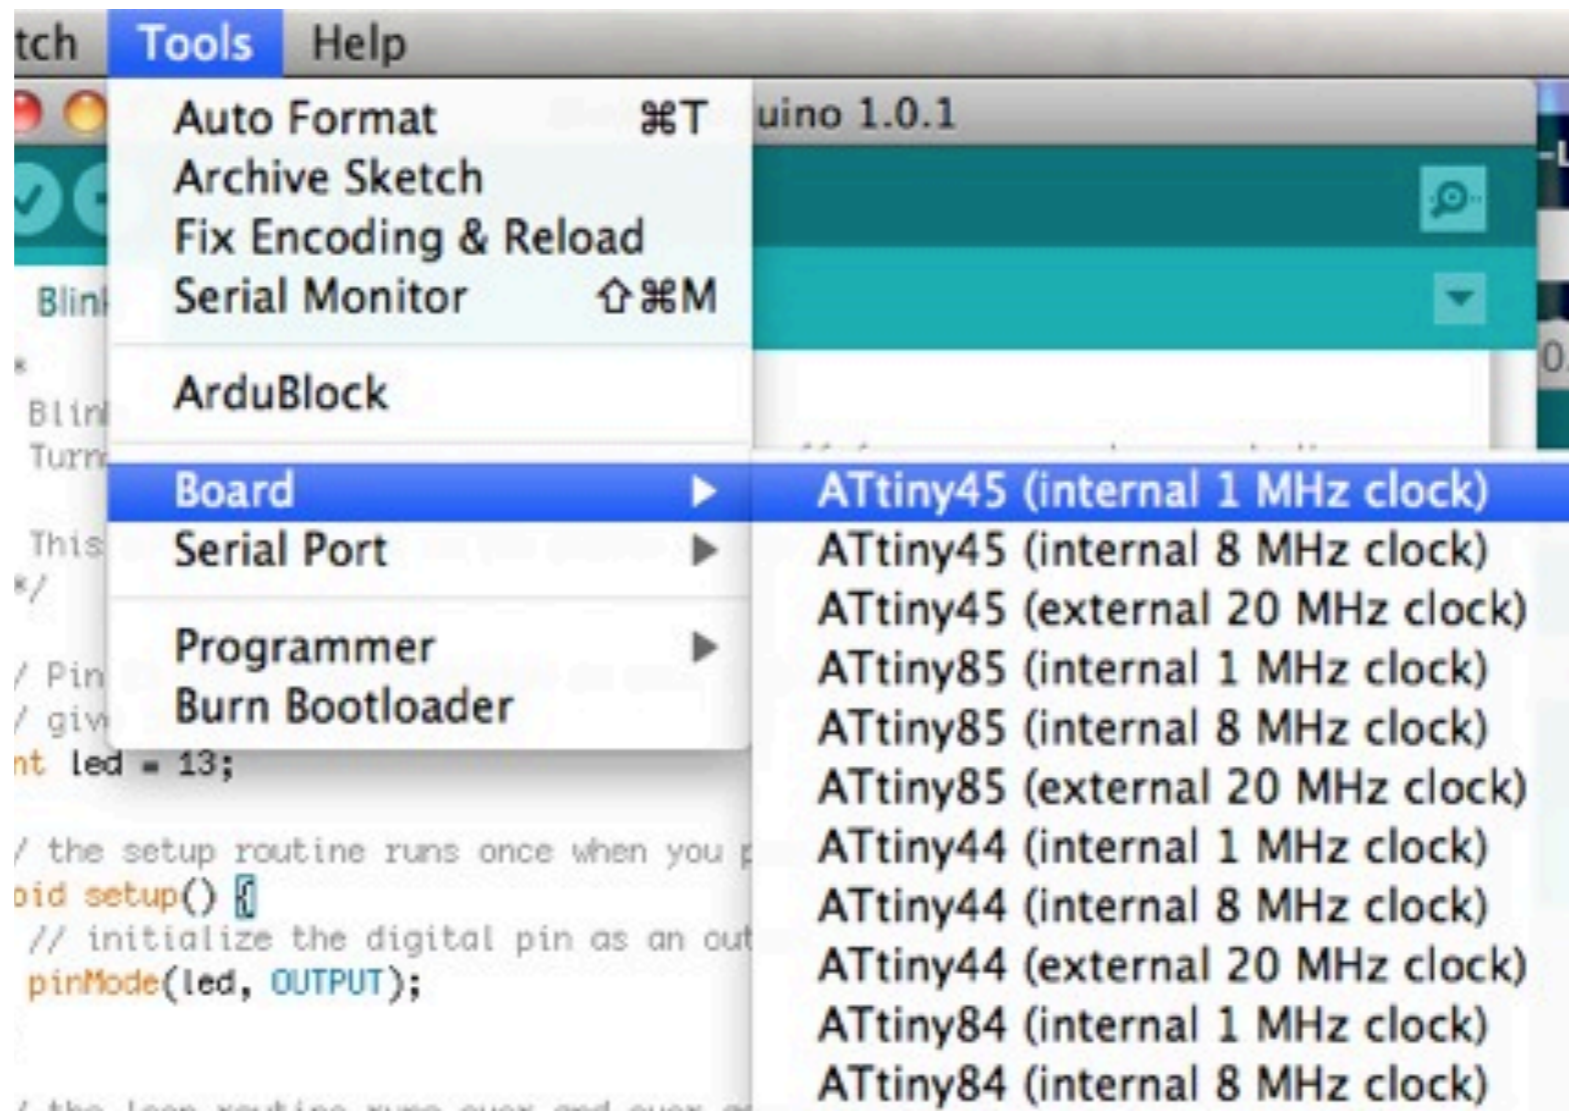 tch Tools Help
uino 1.0.1
Auto Format ⌘T
Archive Sketch
Fix Encoding & Reload
Serial Monitor ⇧⌘M
ArduBlock
Board
Serial Port
Programmer
Burn Bootloader
ATtiny45 (internal 1 MHz clock)
ATtiny45 (internal 8 MHz clock)
ATtiny45 (external 20 MHz clock)
ATtiny85 (internal 1 MHz clock)
ATtiny85 (internal 8 MHz clock)
ATtiny85 (external 20 MHz clock)
ATtiny44 (internal 1 MHz clock)
ATtiny44 (internal 8 MHz clock)
ATtiny44 (external 20 MHz clock)
ATtiny84 (internal 1 MHz clock)
ATtiny84 (internal 8 MHz clock)
Blin
*
Blin
Turn
This
*/
/ Pin
/ giv
nt led = 13;
/ the setup routine runs once when you p
oid setup() {
// initialize the digital pin as an out
pinMode(led, OUTPUT);